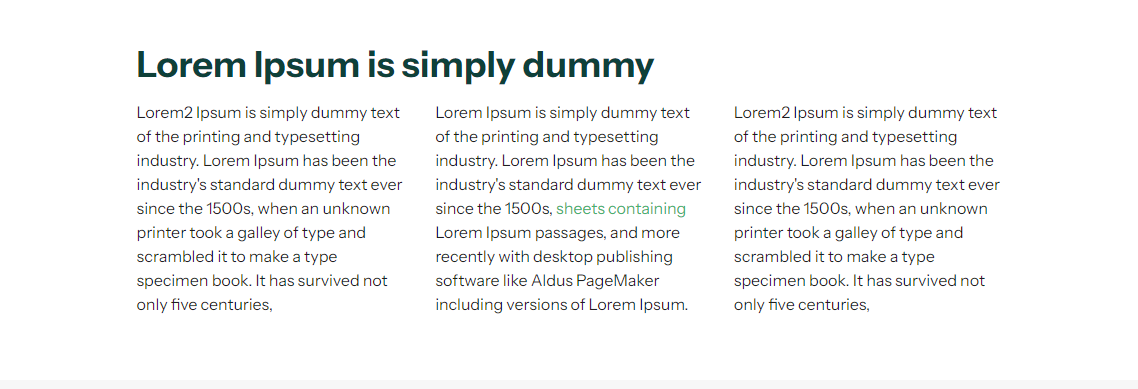 Lorem Ipsum is simply dummy
Lorem2 Ipsum is simply dummy text
of the printing and typesetting
industry. Lorem Ipsum has been the
industry's standard dummy text ever
since the 1500s, when an unknown
printer took a galley of type and
scrambled it to make a type
specimen book. It has survived not
only five centuries,
Lorem Ipsum is simply dummy text
of the printing and typesetting
industry. Lorem Ipsum has been the
industry's standard dummy text ever
since the 1500s, sheets containing
Lorem Ipsum passages, and more
recently with desktop publishing
software like Aldus PageMaker
including versions of Lorem Ipsum.
Lorem2 Ipsum is simply dummy text
of the printing and typesetting
industry. Lorem Ipsum has been the
industry's standard dummy text ever
since the 1500s, when an unknown
printer took a galley of type and
scrambled it to make a type
specimen book. It has survived not
only five centuries,